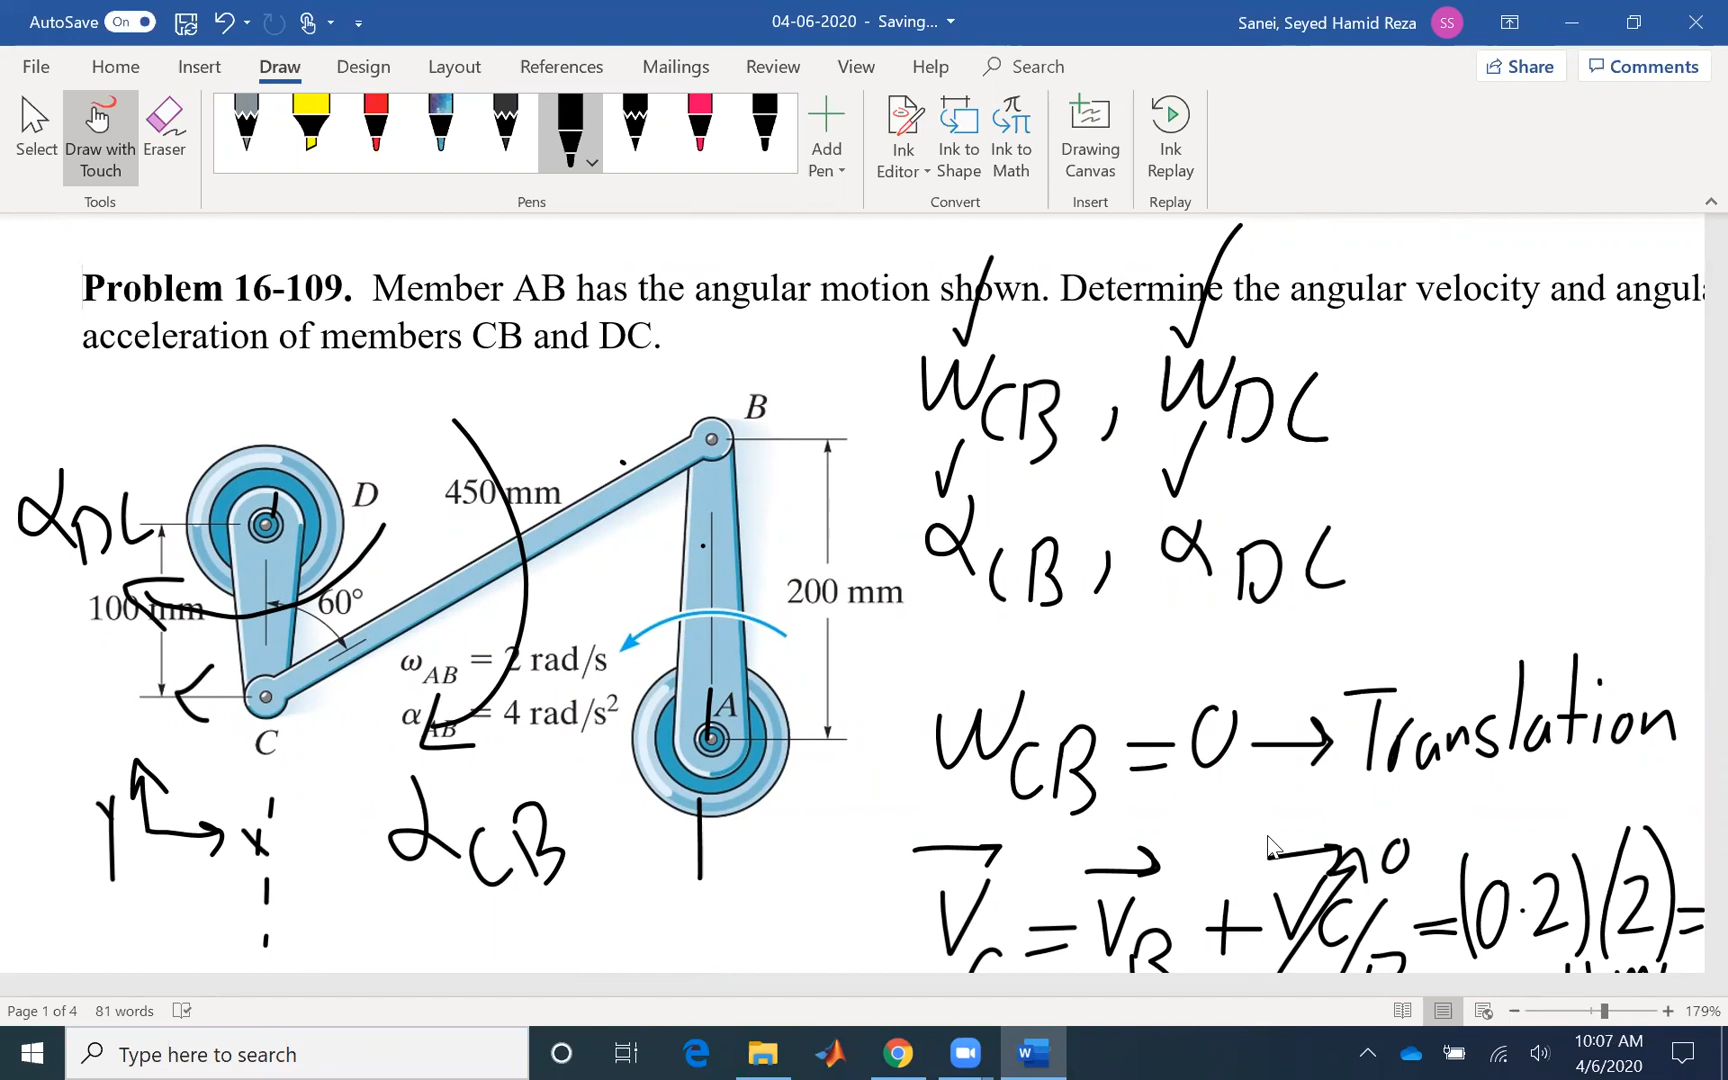 AutoSave On 04-06-2020 - Saving... Sanei, Seyed Hamid Reza SS
File Home Insert Draw Design Layout References Mailings Review View Help Search Share Comments
Select Draw with Touch Eraser Add Pen Ink Editor Ink to Shape Ink to Math Drawing Canvas Ink Replay
Tools Pens Convert Insert Replay
Problem 16-109. Member AB has the angular motion shown. Determine the angular velocity and angul
acceleration of members CB and DC.
ω_CB , ω_DC
α_CB , α_DC
B
D
450 mm
α_DC
100 mm
60°
200 mm
ω_AB = 2 rad/s
α_AB = 4 rad/s²
A
C
ω_CB = 0 → Translation
Y x
α_CB
V_C = V_B + V_C/B 0 = (0.2)(2) =
Page 1 of 4 81 words 179%
Type here to search
10:07 AM
4/6/2020